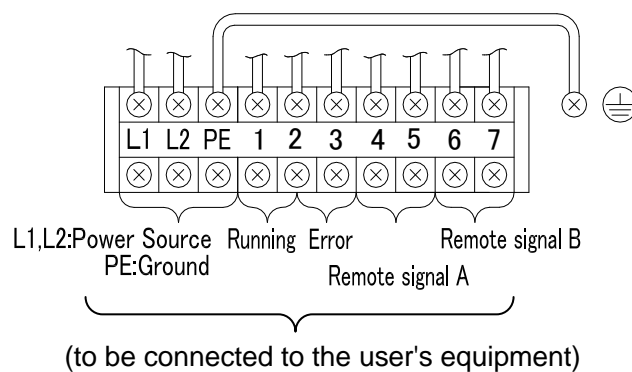 L1 L2 PE 1 2 3 4 5 6 7
L1,L2:Power Source Running Error Remote signal B
PE:Ground
Remote signal A
(to be connected to the user's equipment)